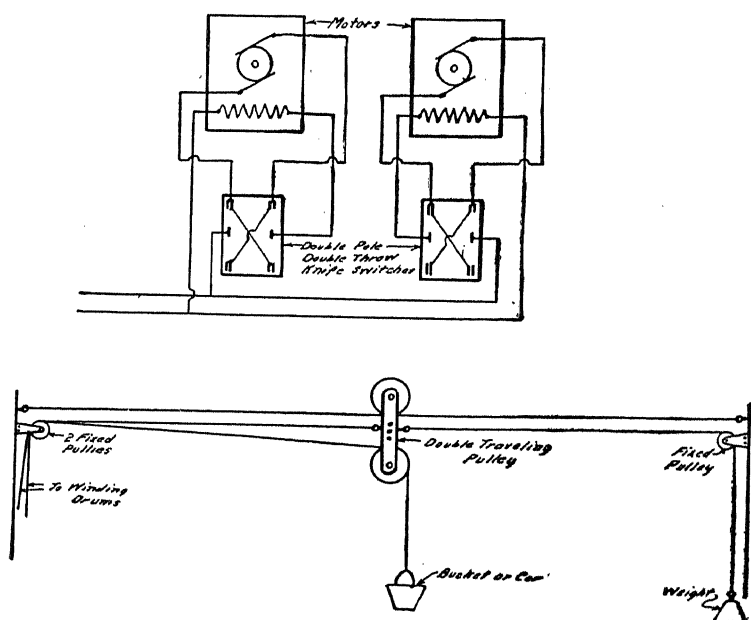 Motors
Double Pole
Double Throw
Knife Switches
2 Fixed
Pullies
Double Traveling
Pulley
Fixed
Pulley
To Winding
Drums
Bucket or Car
Weight